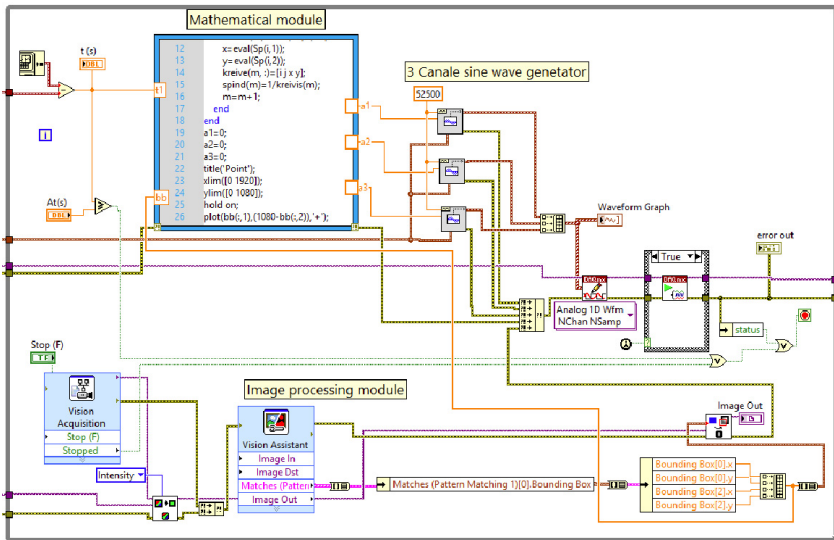 Mathematical module
t (s)
DBL
t1
bb
12 x=eval(Sp(i,1));
13 y=eval(Sp(i,2));
14 kreive(m, :)=[i j x y];
15 spind(m)=1/kreivis(m);
16 m=m+1;
17 end
18 end
19 a1=0;
20 a2=0;
21 a3=0;
22 title('Point');
23 xlim([0 1920]);
24 ylim([0 1080]);
25 hold on;
26 plot(bb(:,1),(1080-bb(:,2)),'+');
a1
a2
a3
3 Canale sine wave genetator
52500
i
At(s)
DBL
Waveform Graph
error out
True
Analog 1D Wfm
NChan NSamp
status
Stop (F)
TF
Vision
Acquisition
Stop (F)
Stopped
Image processing module
Vision Assistant
Image In
Image Dst
Matches (Pattern
Image Out
Intensity
Image Out
Matches (Pattern Matching 1)[0].Bounding Box
Bounding Box[0].x
Bounding Box[0].y
Bounding Box[2].x
Bounding Box[2].y